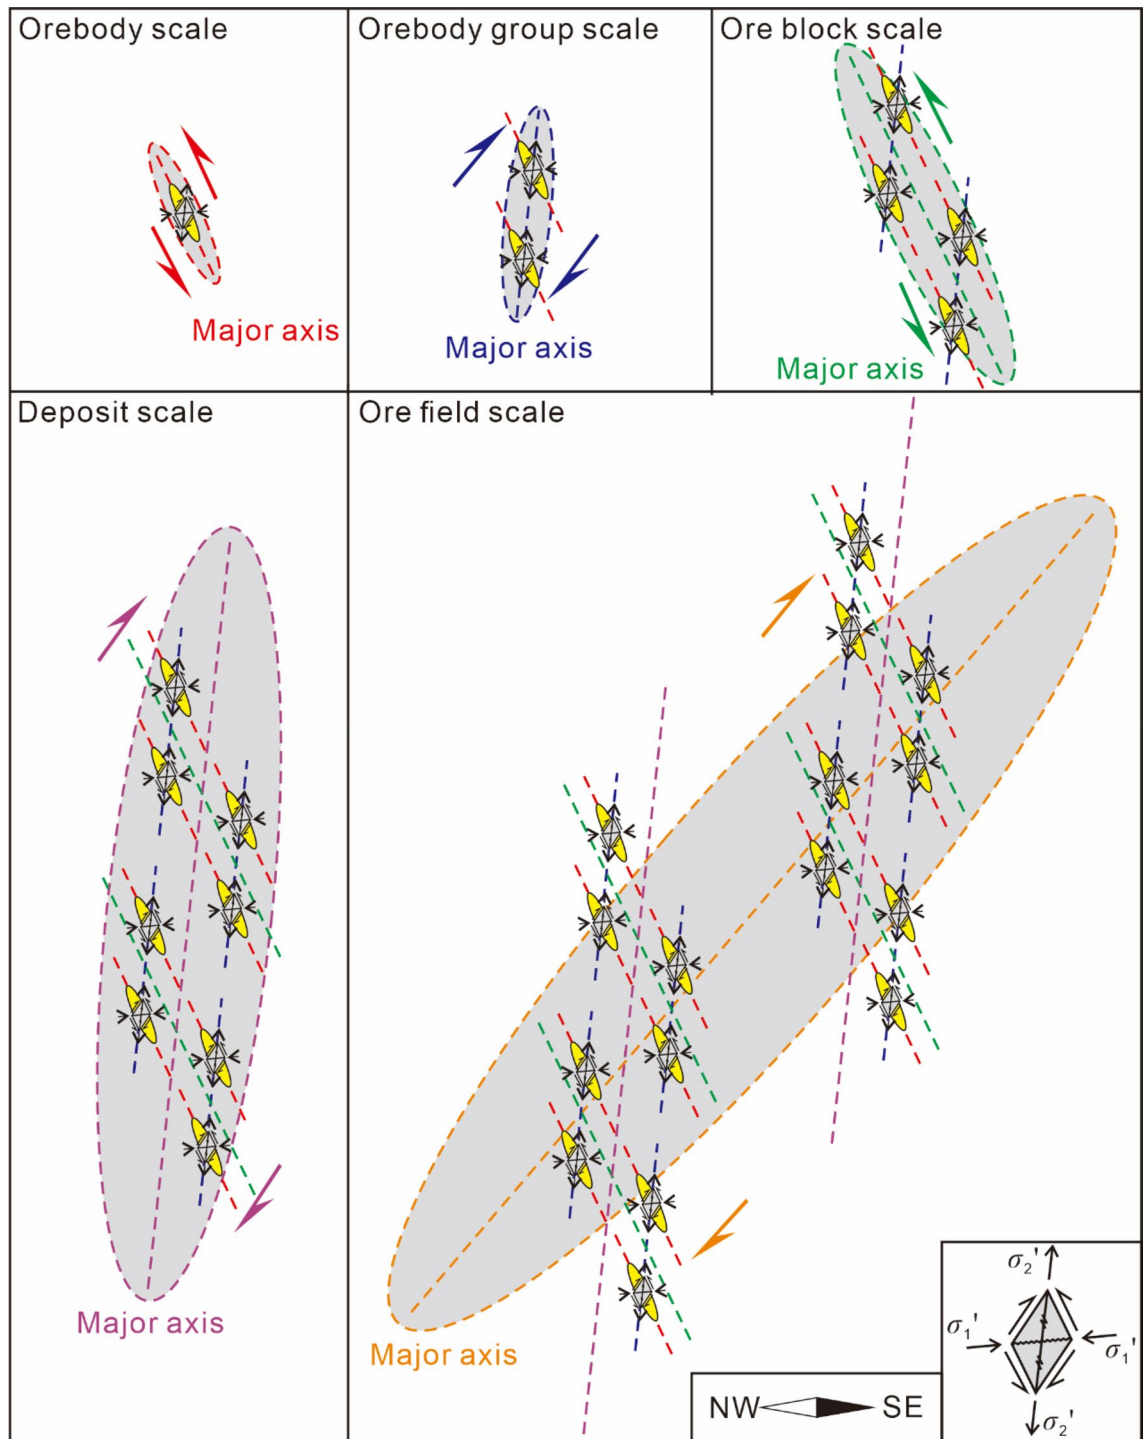 Orebody scale
Orebody group scale
Ore block scale
Major axis
Major axis
Major axis
Deposit scale
Ore field scale
Major axis
Major axis
NW SE
σ2'
σ1'
σ1'
σ2'